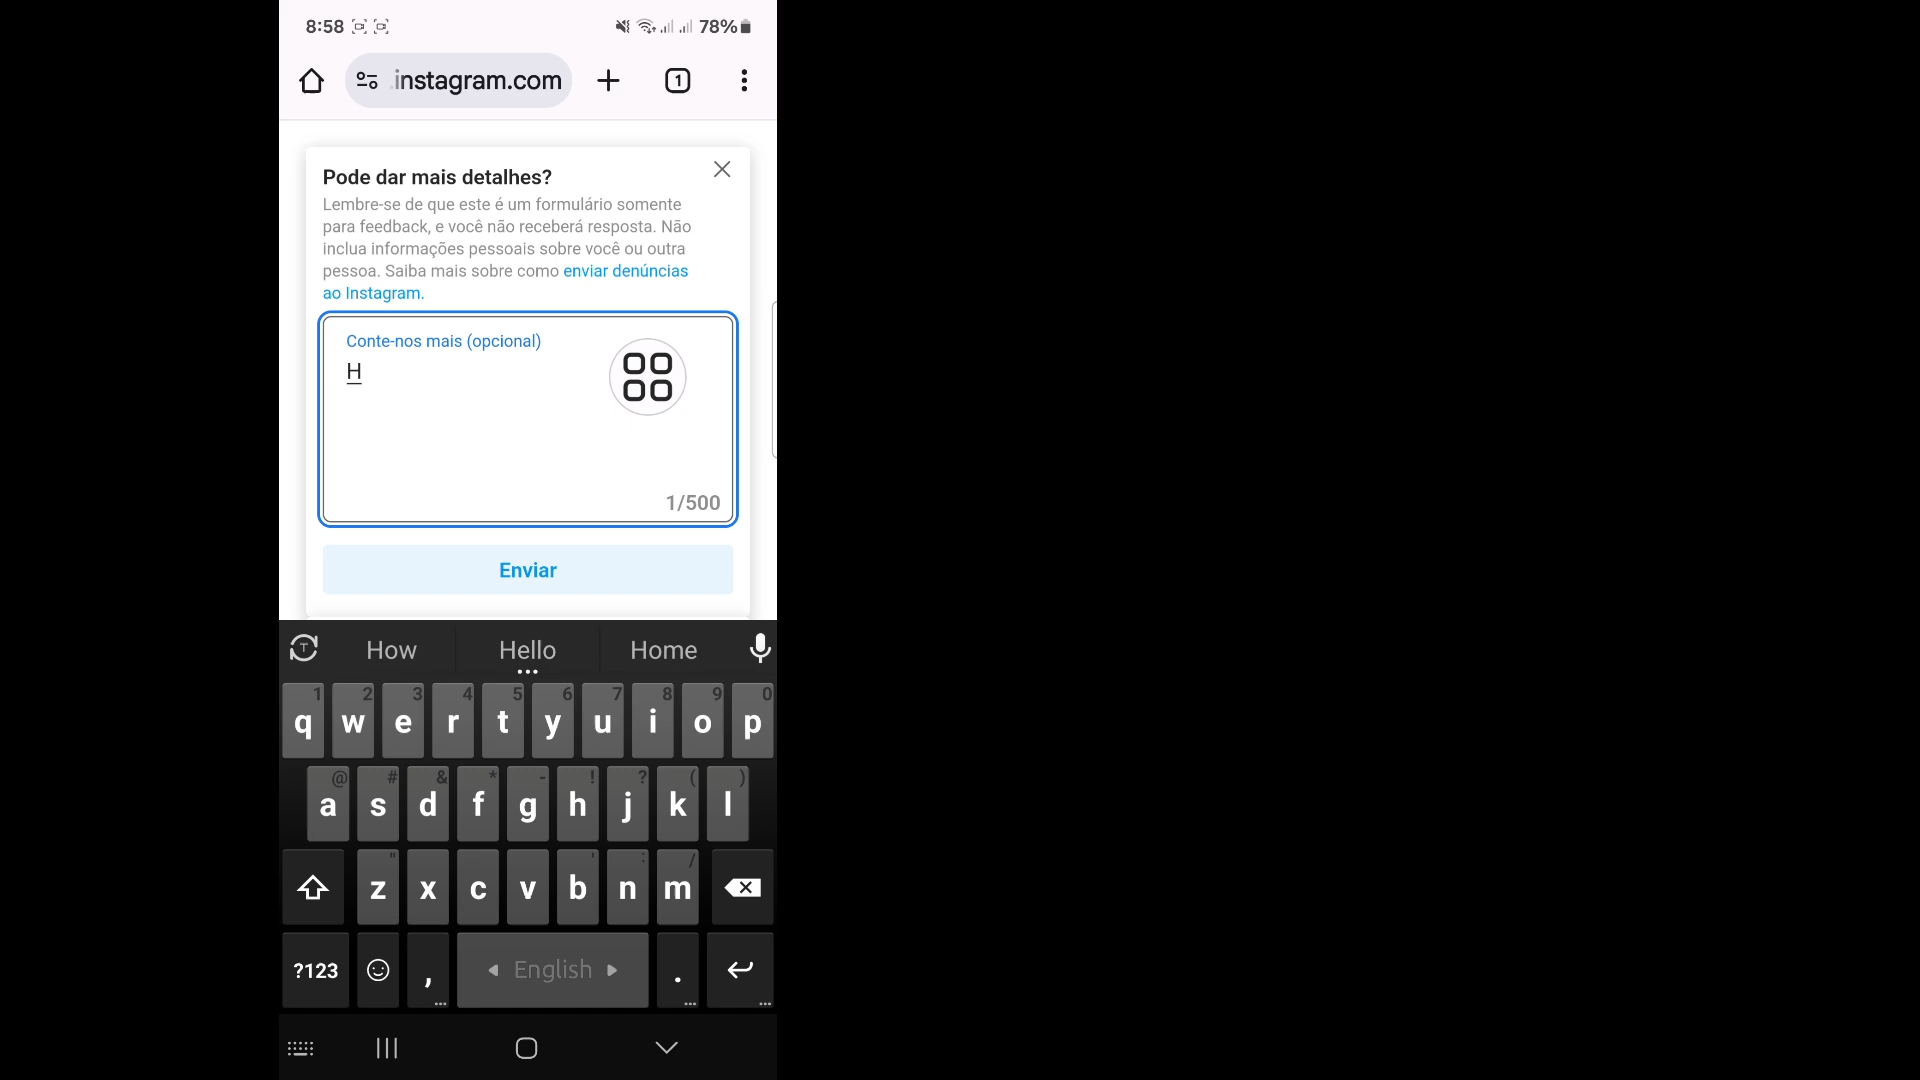 8:58 78%
.instagram.com 1
Pode dar mais detalhes?
Lembre-se de que este é um formulário somente
para feedback, e você não receberá resposta. Não
inclua informações pessoais sobre você ou outra
pessoa. Saiba mais sobre como enviar denúncias
ao Instagram.
Conte-nos mais (opcional)
H
1/500
Enviar
T How Hello Home
1 2 3 4 5 6 7 8 9 0
q w e r t y u i o p
@ # & * - ! ? ( )
a s d f g h j k l
" ' : /
z x c v b n m
?123 , English .